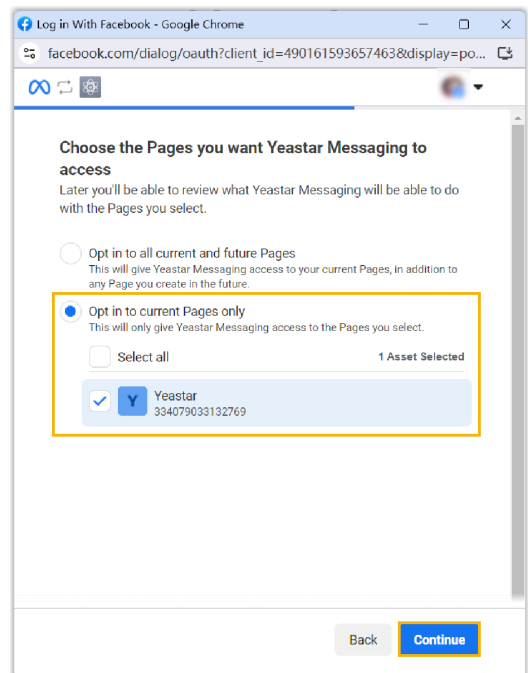 Log in With Facebook - Google Chrome
facebook.com/dialog/oauth?client_id=490161593657463&display=po...
Choose the Pages you want Yeastar Messaging to
access
Later you'll be able to review what Yeastar Messaging will be able to do
with the Pages you select.
Opt in to all current and future Pages
This will give Yeastar Messaging access to your current Pages, in addition to
any Page you create in the future.
Opt in to current Pages only
This will only give Yeastar Messaging access to the Pages you select.
Select all 1 Asset Selected
Y Yeastar
334079033132769
Back Continue